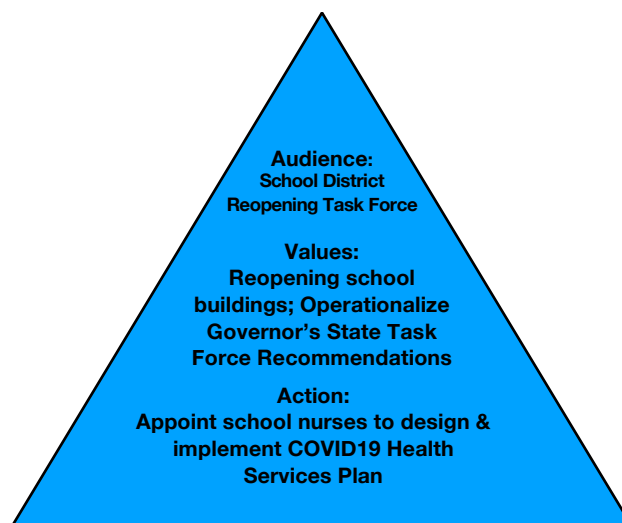 Audience:
School District
Reopening Task Force
Values:
Reopening school
buildings; Operationalize
Governor’s State Task
Force Recommendations
Action:
Appoint school nurses to design &
implement COVID19 Health
Services Plan